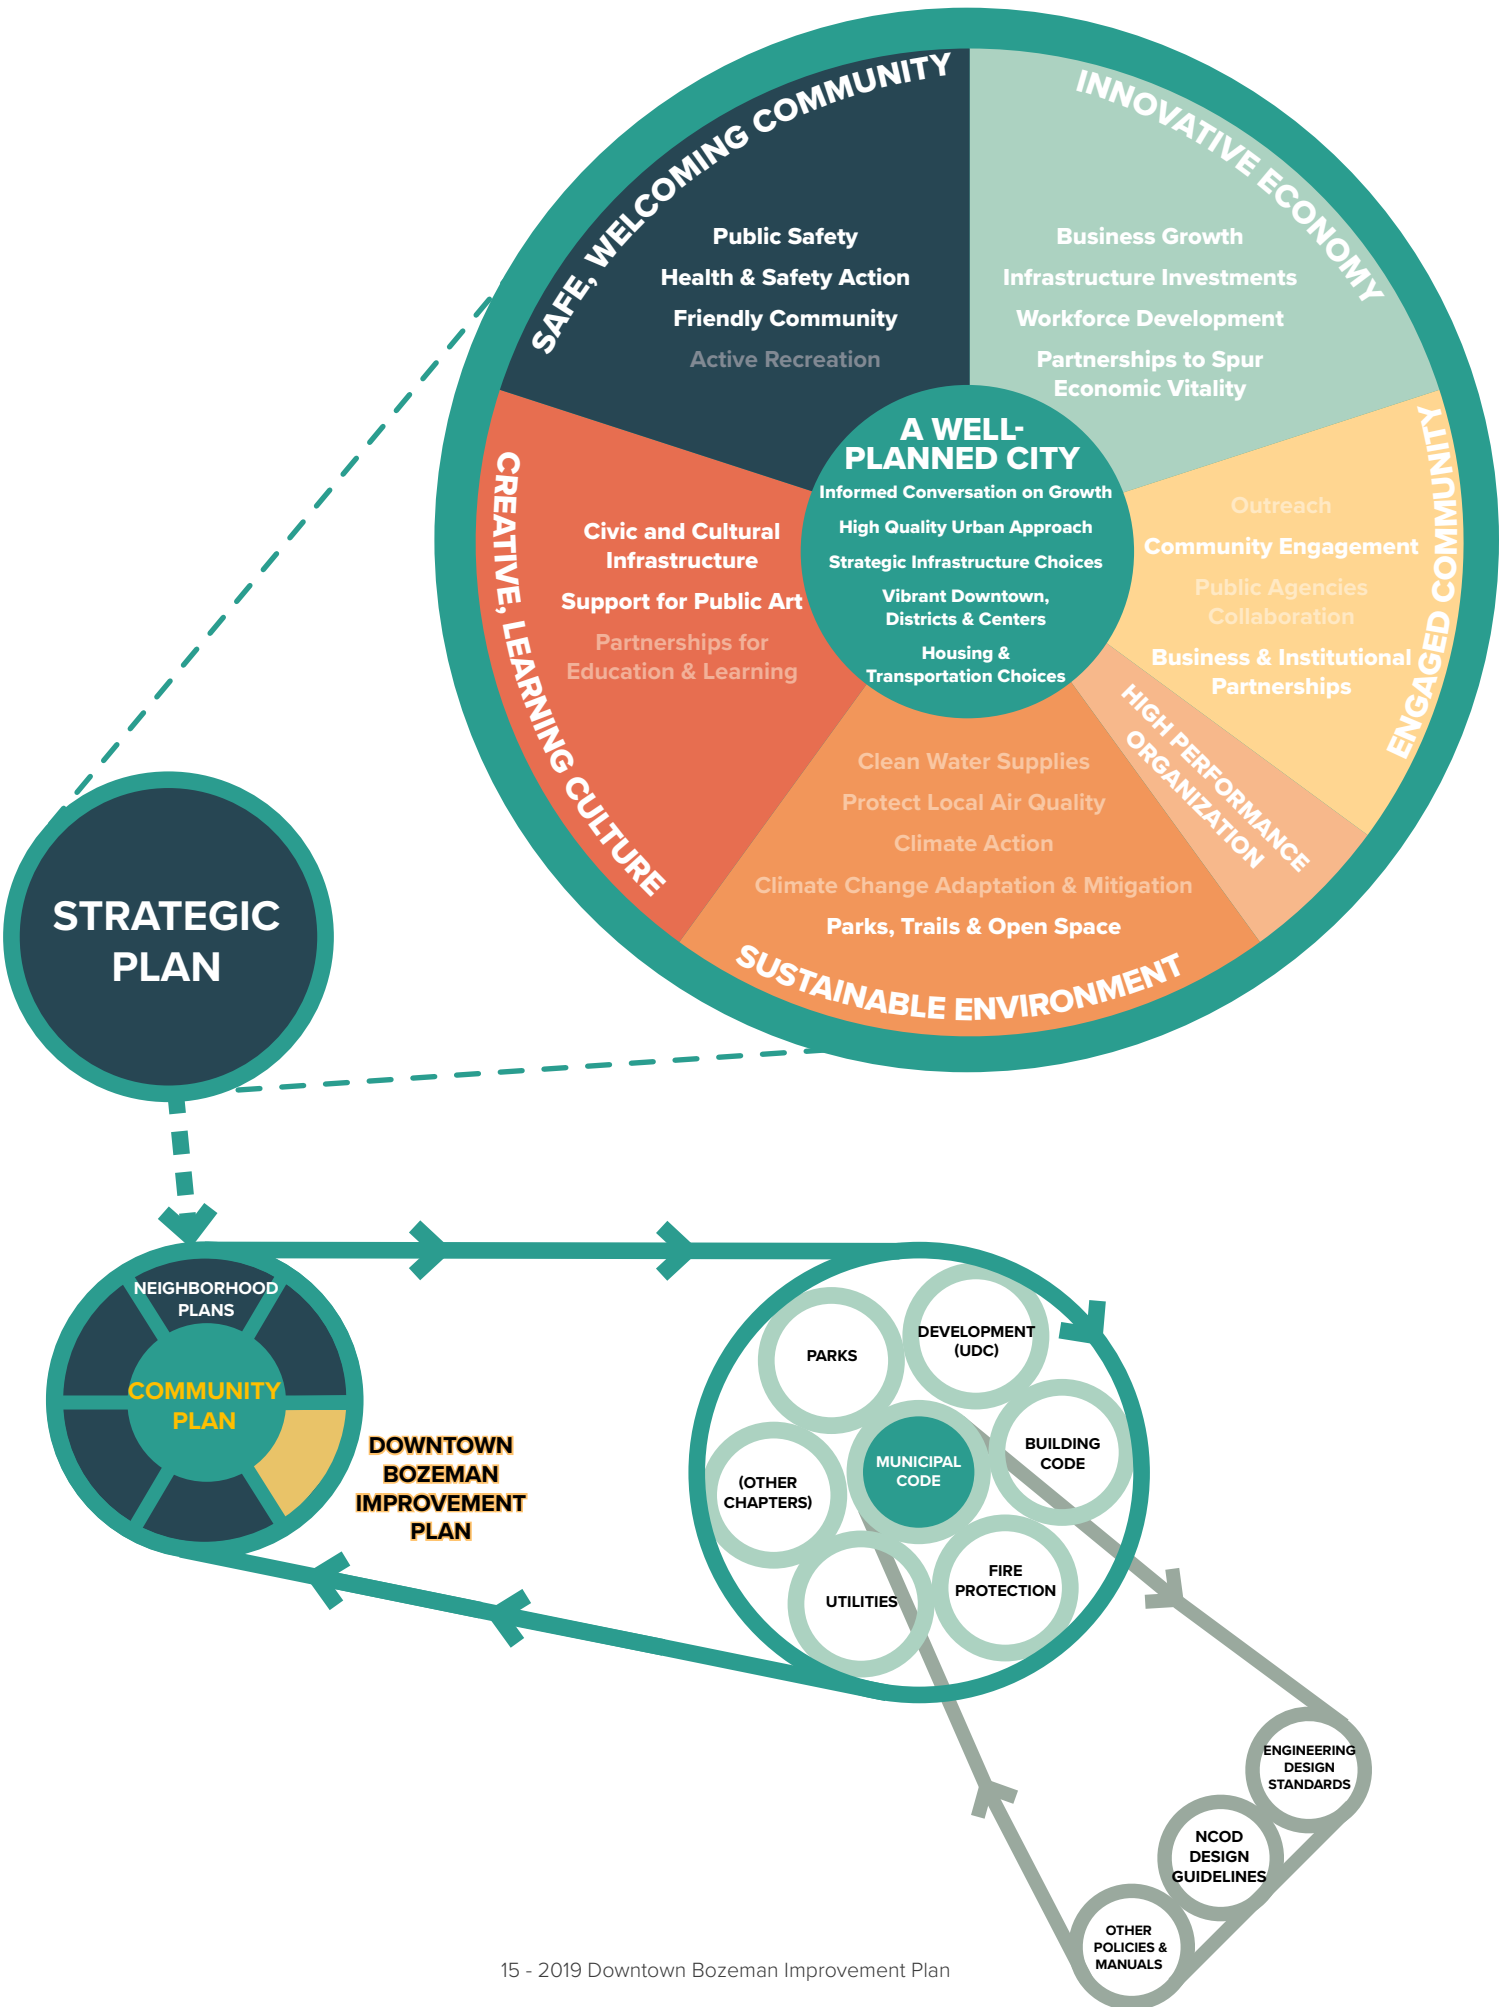 SAFE, WELCOMING COMMUNITY
Public Safety
Health & Safety Action
Friendly Community
Active Recreation
INNOVATIVE ECONOMY
Business Growth
Infrastructure Investments
Workforce Development
Partnerships to Spur
Economic Vitality
A WELL-
PLANNED CITY
Informed Conversation on Growth
High Quality Urban Approach
Strategic Infrastructure Choices
Vibrant Downtown,
Districts & Centers
Housing &
Transportation Choices
CREATIVE, LEARNING CULTURE
Civic and Cultural
Infrastructure
Support for Public Art
Partnerships for
Education & Learning
ENGAGED COMMUNITY
Outreach
Community Engagement
Public Agencies
Collaboration
Business & Institutional
Partnerships
HIGH PERFORMANCE
ORGANIZATION
Clean Water Supplies
Protect Local Air Quality
Climate Action
Climate Change Adaptation & Mitigation
Parks, Trails & Open Space
SUSTAINABLE ENVIRONMENT
STRATEGIC
PLAN
NEIGHBORHOOD
PLANS
COMMUNITY
PLAN
DOWNTOWN
BOZEMAN
IMPROVEMENT
PLAN
PARKS
DEVELOPMENT
(UDC)
BUILDING
CODE
MUNICIPAL
CODE
(OTHER
CHAPTERS)
UTILITIES
FIRE
PROTECTION
ENGINEERING
DESIGN
STANDARDS
NCOD
DESIGN
GUIDELINES
OTHER
POLICIES &
MANUALS
15 - 2019 Downtown Bozeman Improvement Plan